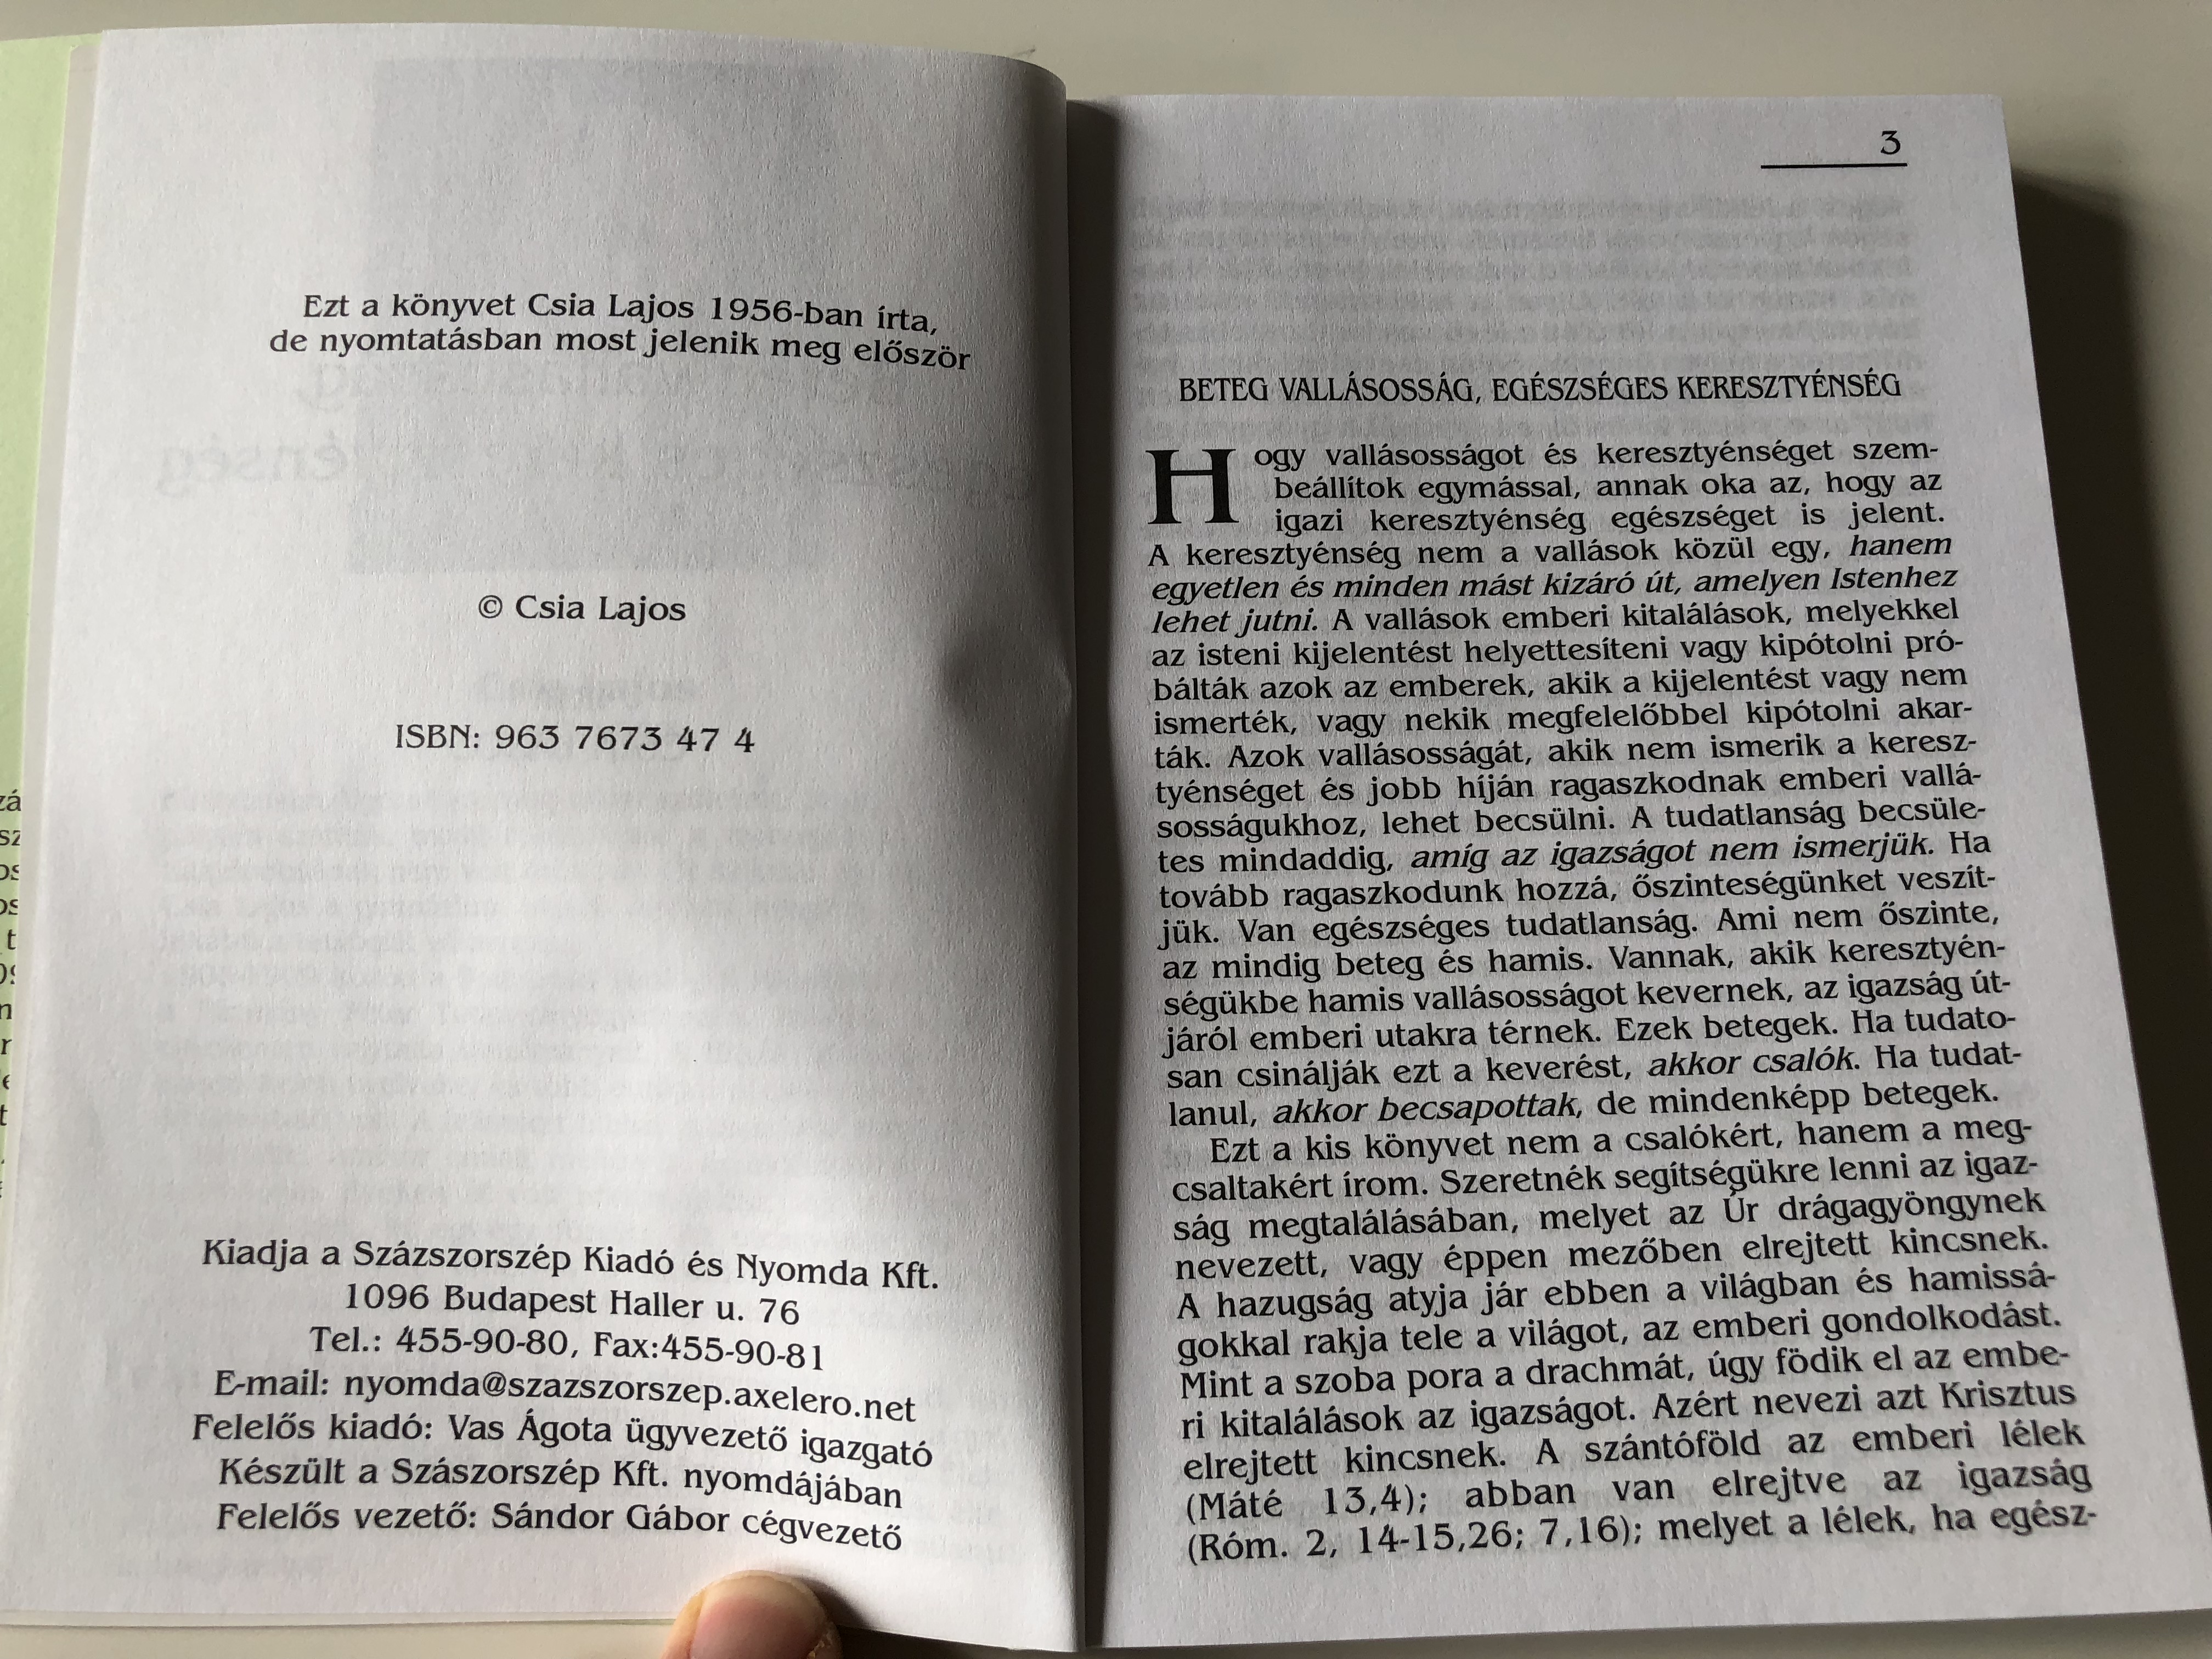 Ezt a könyvet Csia Lajos 1956-ban írta,
de nyomtatásban most jelenik meg először
© Csia Lajos
ISBN: 963 7673 47 4
Kiadja a Százszorszép Kiadó és Nyomda Kft.
1096 Budapest Haller u. 76
Tel.: 455-90-80, Fax:455-90-81
E-mail: nyomda@szazszorszep.axelero.net
Felelős kiadó: Vas Ágota ügyvezető igazgató
Készült a Szászorszép Kft. nyomdájában
Felelős vezető: Sándor Gábor cégvezető
3
BETEG VALLÁSOSSÁG, EGÉSZSÉGES KERESZTYÉNSÉG
Hogy vallásosságot és keresztyénséget szem-
beállítok egymással, annak oka az, hogy az
igazi keresztyénség egészséget is jelent.
A keresztyénség nem a vallások közül egy, hanem
egyetlen és minden mást kizáró út, amelyen Istenhez
lehet jutni. A vallások emberi kitalálások, melyekkel
az isteni kijelentést helyettesíteni vagy kipótolni pró-
bálták azok az emberek, akik a kijelentést vagy nem
ismerték, vagy nekik megfelelőbbel kipótolni akar-
ták. Azok vallásosságát, akik nem ismerik a keresz-
tyénséget és jobb híján ragaszkodnak emberi vallá-
sosságukhoz, lehet becsülni. A tudatlanság becsüle-
tes mindaddig, amíg az igazságot nem ismerjük. Ha
tovább ragaszkodunk hozzá, őszinteségünket veszít-
jük. Van egészséges tudatlanság. Ami nem őszinte,
az mindig beteg és hamis. Vannak, akik keresztyén-
ségükbe hamis vallásosságot kevernek, az igazság út-
járól emberi utakra térnek. Ezek betegek. Ha tudato-
san csinálják ezt a keverést, akkor csalók. Ha tudat-
lanul, akkor becsapottak, de mindenképp betegek.
Ezt a kis könyvet nem a csalókért, hanem a meg-
csaltakért írom. Szeretnék segítségükre lenni az igaz-
ság megtalálásában, melyet az Úr drágagyöngynek
nevezett, vagy éppen mezőben elrejtett kincsnek.
A hazugság atyja jár ebben a világban és hamissá-
gokkal rakja tele a világot, az emberi gondolkodást.
Mint a szoba pora a drachmát, úgy födik el az embe-
ri kitalálások az igazságot. Azért nevezi azt Krisztus
elrejtett kincsnek. A szántóföld az emberi lélek
(Máté 13,4); abban van elrejtve az igazság
(Róm. 2, 14-15,26; 7,16); melyet a lélek, ha egész-